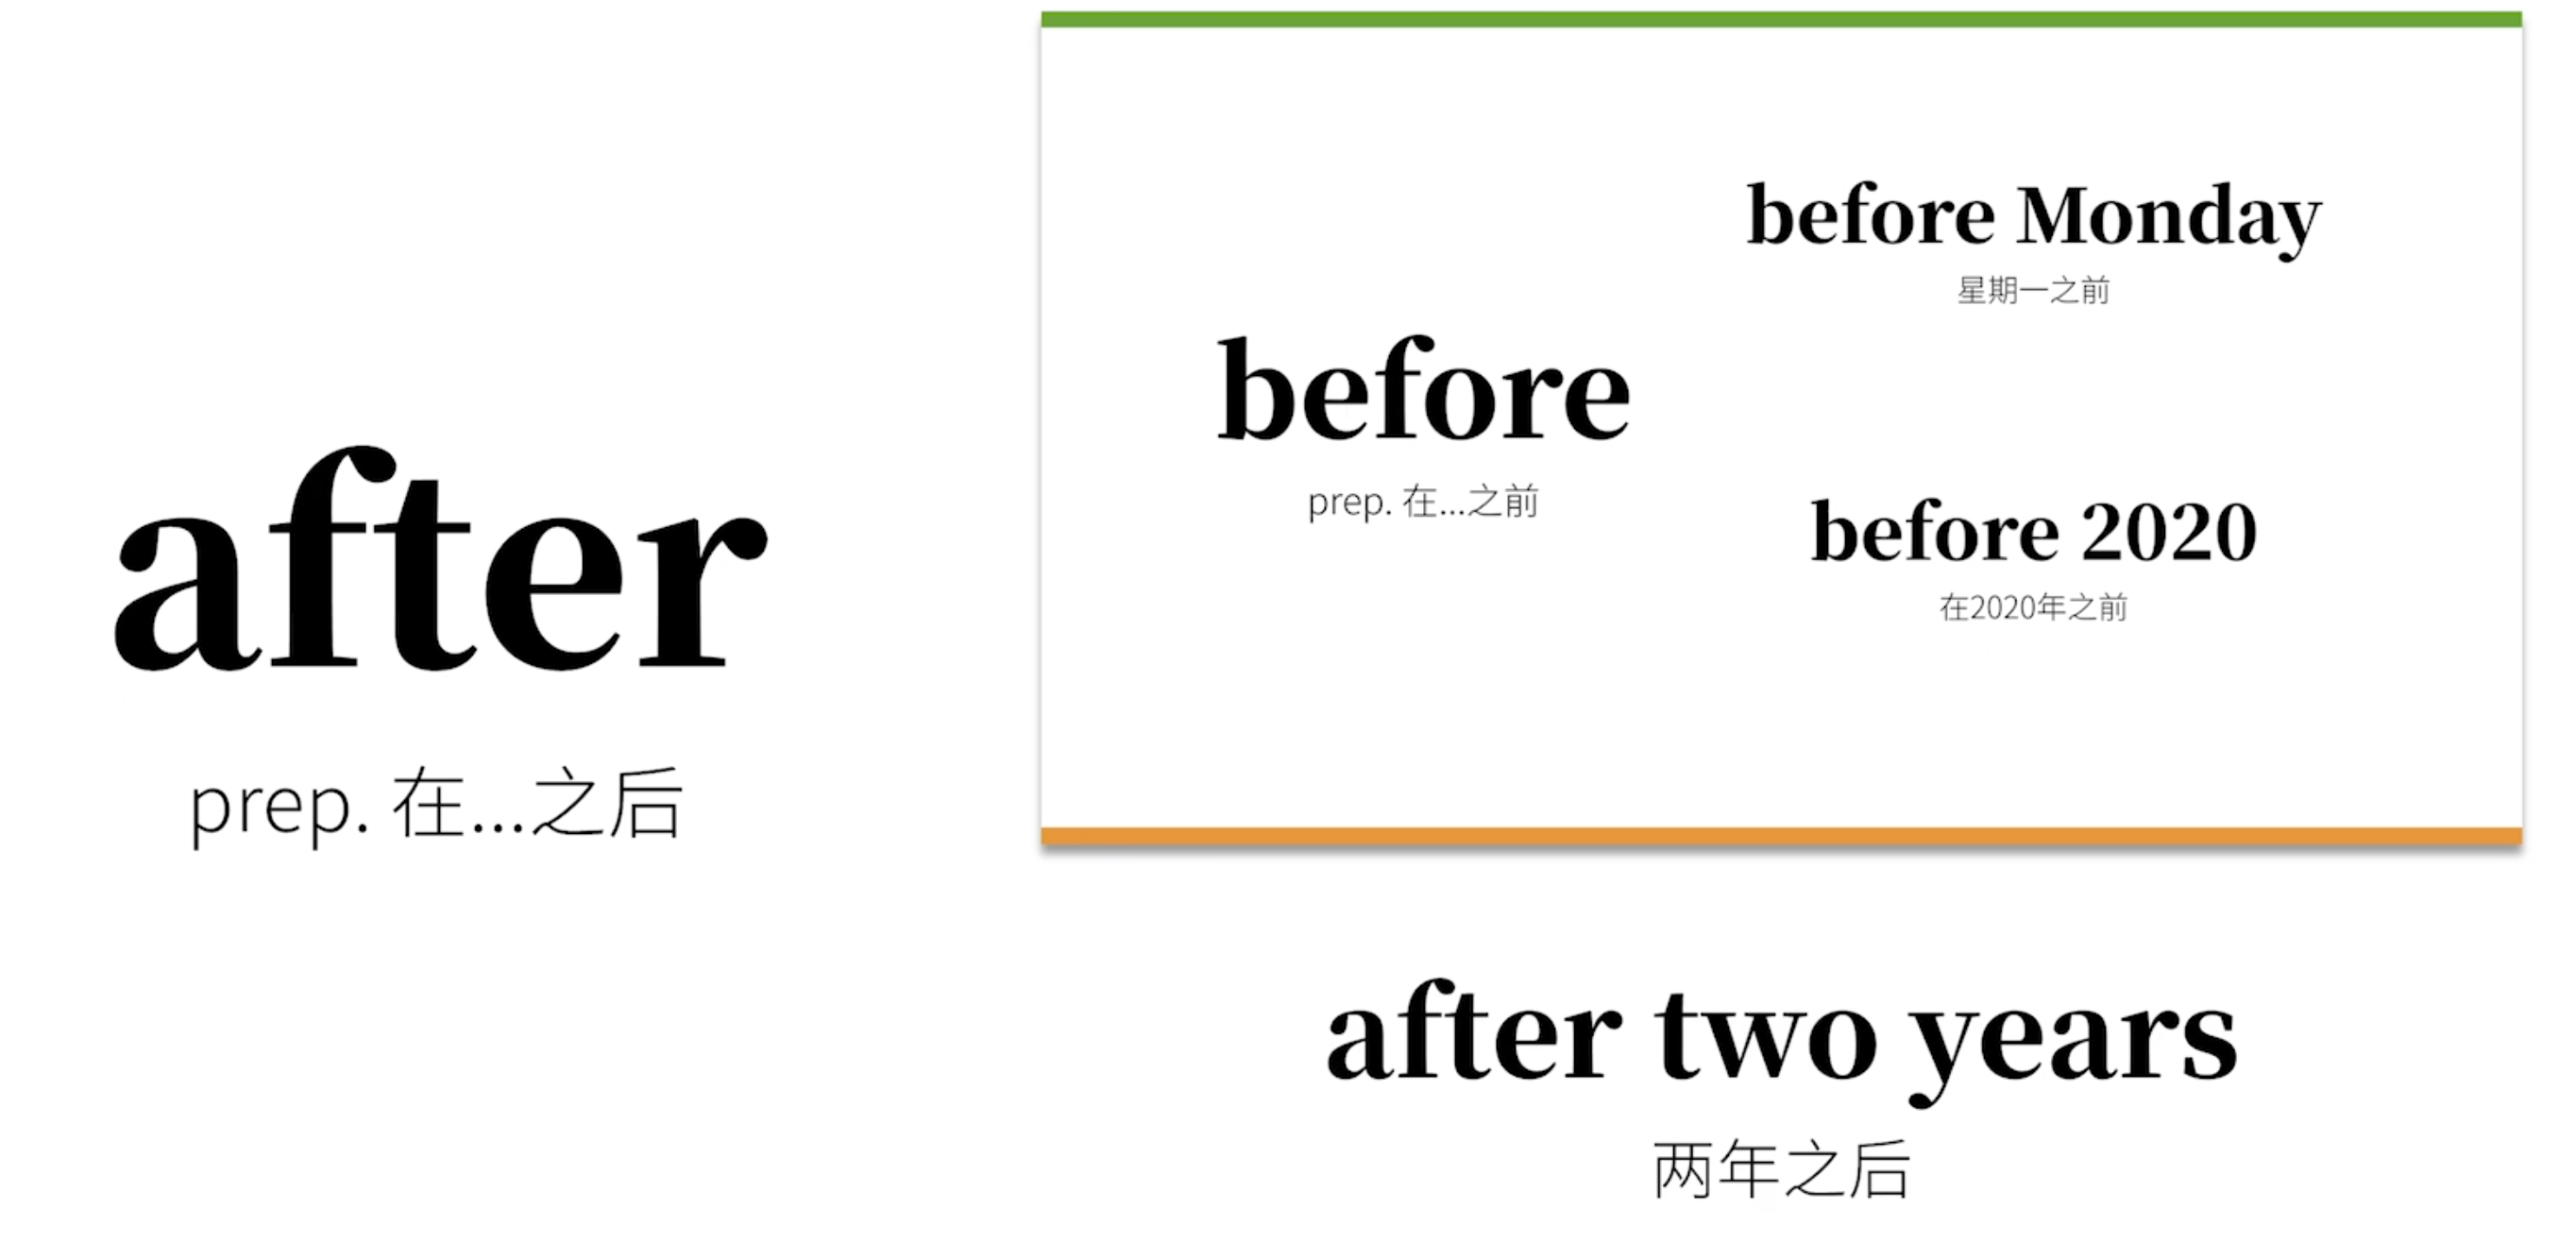 after
prep. 在...之后
before
prep. 在...之前
before Monday
星期一之前
before 2020
在2020年之前
after two years
两年之后